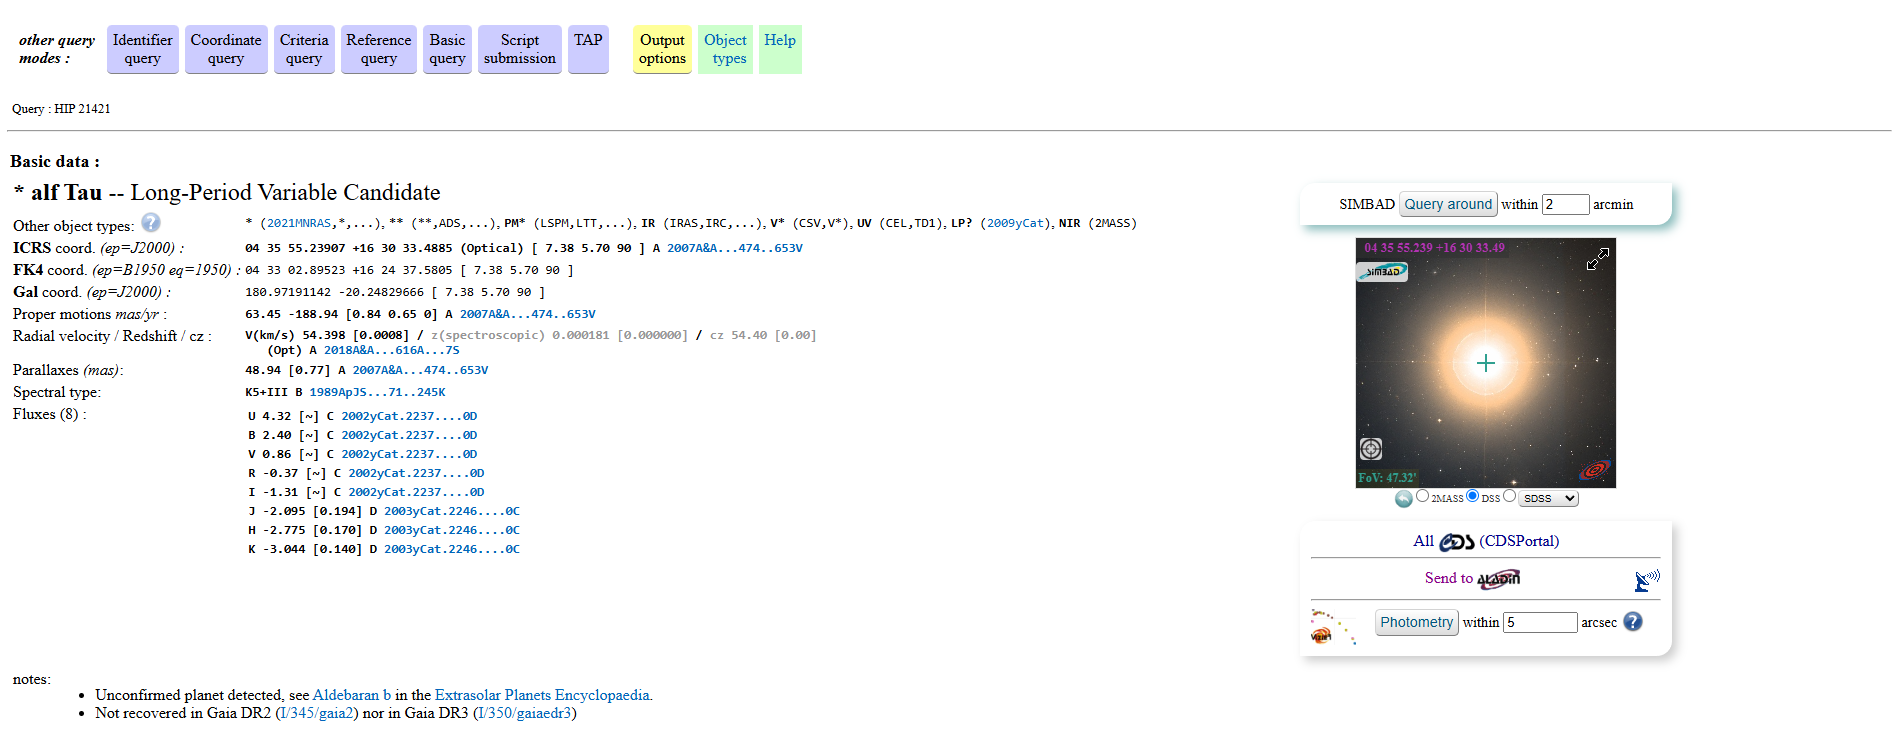 other query modes :
Identifier query
Coordinate query
Criteria query
Reference query
Basic query
Script submission
TAP
Output options
Object types
Help
Query : HIP 21421
Basic data :
* alf Tau -- Long-Period Variable Candidate
Other object types: ? * (2021MNRAS,*,...), ** (**,ADS,...), PM* (LSPM,LTT,...), IR (IRAS,IRC,...), V* (CSV,V*), UV (CEL,TD1), LP? (2009yCat), NIR (2MASS)
ICRS coord. (ep=J2000) : 04 35 55.23907 +16 30 33.4885 (Optical) [ 7.38 5.70 90 ] A 2007A&A...474..653V
FK4 coord. (ep=B1950 eq=1950) : 04 33 02.89523 +16 24 37.5805 [ 7.38 5.70 90 ]
Gal coord. (ep=J2000) : 180.97191142 -20.24829666 [ 7.38 5.70 90 ]
Proper motions mas/yr : 63.45 -188.94 [0.84 0.65 0] A 2007A&A...474..653V
Radial velocity / Redshift / cz : V(km/s) 54.398 [0.0008] / z(spectroscopic) 0.000181 [0.000000] / cz 54.40 [0.00]
(Opt) A 2018A&A...616A...7S
Parallaxes (mas): 48.94 [0.77] A 2007A&A...474..653V
Spectral type: K5+III B 1989ApJS...71..245K
Fluxes (8) : U 4.32 [~] C 2002yCat.2237....0D
B 2.40 [~] C 2002yCat.2237....0D
V 0.86 [~] C 2002yCat.2237....0D
R -0.37 [~] C 2002yCat.2237....0D
I -1.31 [~] C 2002yCat.2237....0D
J -2.095 [0.194] D 2003yCat.2246....0C
H -2.775 [0.170] D 2003yCat.2246....0C
K -3.044 [0.140] D 2003yCat.2246....0C
SIMBAD Query around within 2 arcmin
04 35 55.239 +16 30 33.49
SIMBAD
FoV: 47.32'
2MASS DSS SDSS
All CDS (CDSPortal)
Send to ALADIN
Photometry within 5 arcsec ?
notes:
• Unconfirmed planet detected, see Aldebaran b in the Extrasolar Planets Encyclopaedia.
• Not recovered in Gaia DR2 (I/345/gaia2) nor in Gaia DR3 (I/350/gaiaedr3)